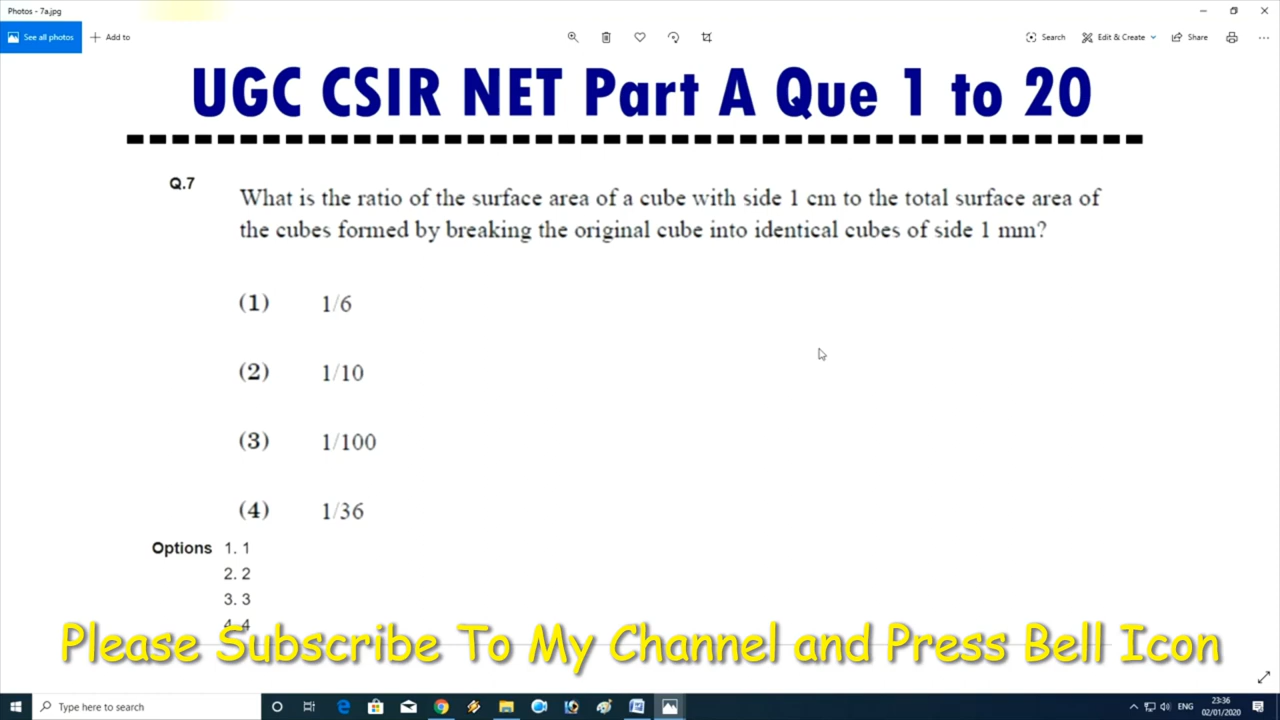 Photos - 7a.jpg
See all photos
Add to
Search
Edit & Create
Share
UGC CSIR NET Part A Que 1 to 20
Q.7
What is the ratio of the surface area of a cube with side 1 cm to the total surface area of
the cubes formed by breaking the original cube into identical cubes of side 1 mm?
(1) 1/6
(2) 1/10
(3) 1/100
(4) 1/36
Options 1. 1
2. 2
3. 3
4. 4
Please Subscribe To My Channel and Press Bell Icon
Type here to search
ENG
23:36
02/01/2020